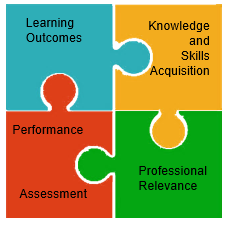 Learning
Outcomes
Knowledge
and
Skills
Acquisition
Performance
Assessment
Professional
Relevance